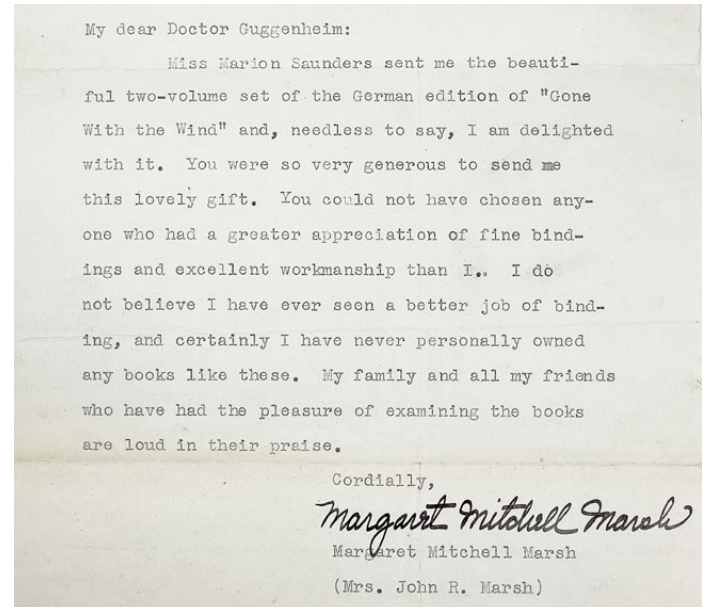 My dear Doctor Guggenheim:
Miss Marion Saunders sent me the beauti-
ful two-volume set of the German edition of "Gone
With the Wind" and, needless to say, I am delighted
with it. You were so very generous to send me
this lovely gift. You could not have chosen any-
one who had a greater appreciation of fine bind-
ings and excellent workmanship than I.. I do
not believe I have ever seen a better job of bind-
ing, and certainly I have never personally owned
any books like these. My family and all my friends
who have had the pleasure of examining the books
are loud in their praise.
Cordially,
Margaret Mitchell Marsh
Margaret Mitchell Marsh
(Mrs. John R. Marsh)